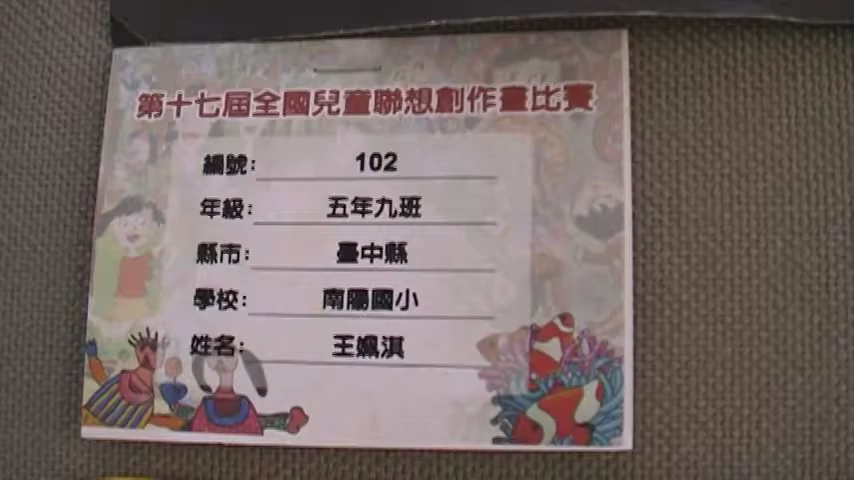 第十七屆全國兒童聯想創作畫比賽
編號: 102
年級: 五年九班
縣市: 臺中縣
學校: 南陽國小
姓名: 王姵淇